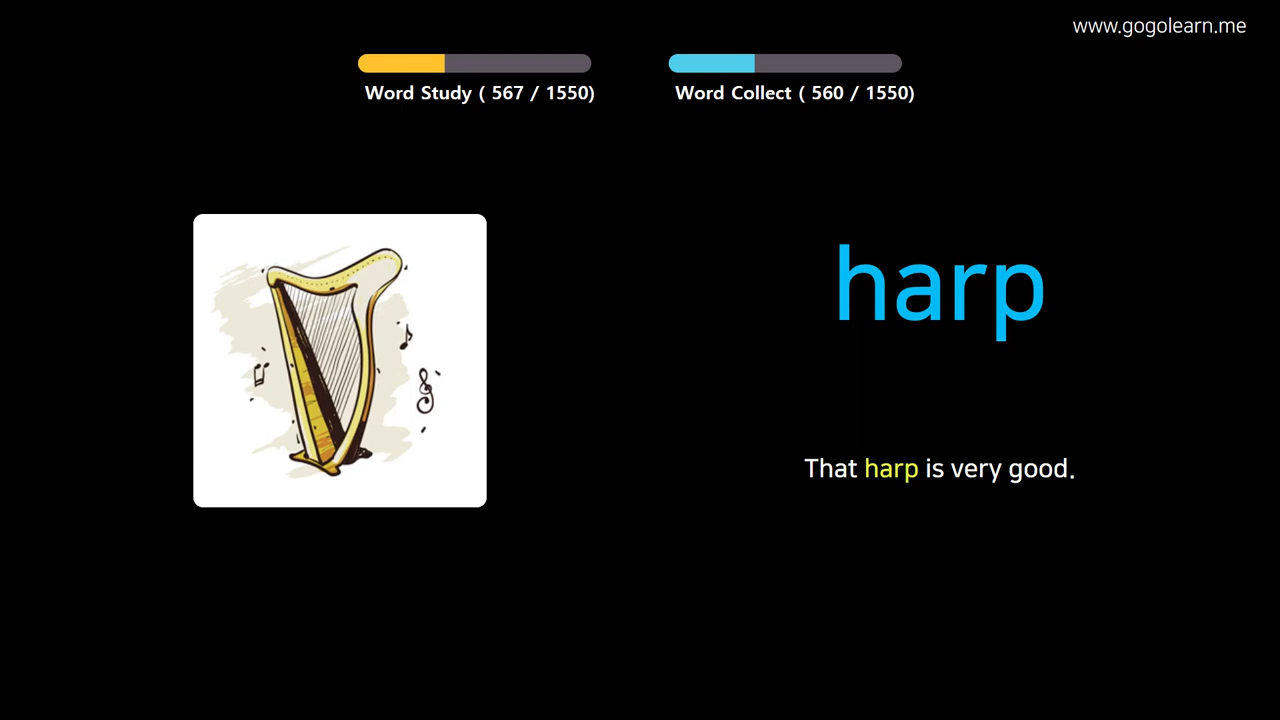 www.gogolearn.me
Word Study ( 567 / 1550)
Word Collect ( 560 / 1550)
harp
That harp is very good.